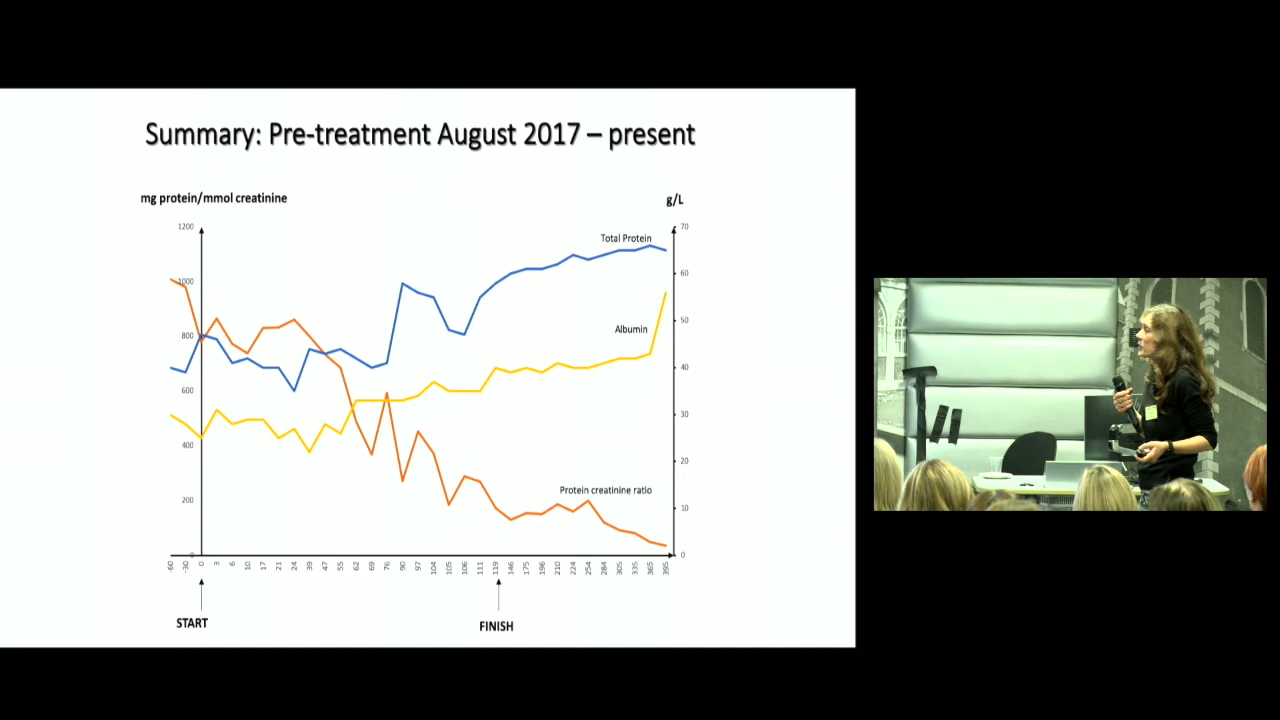 Summary: Pre-treatment August 2017 – present
mg protein/mmol creatinine
g/L
1200
1000
800
600
400
200
0
70
60
50
40
30
20
10
0
Total Protein
Albumin
Protein creatinine ratio
-60 -30 0 3 6 10 17 21 24 39 47 55 62 69 76 90 97 104 105 106 111 119 146 175 196 210 224 254 284 305 335 365 395
START
FINISH